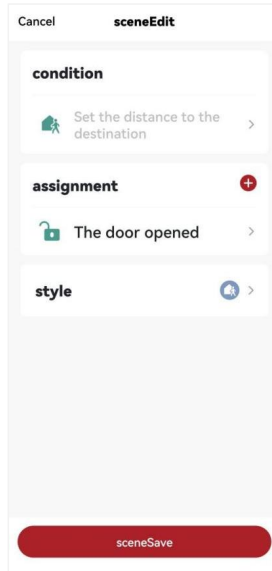 Cancel
sceneEdit
condition
Set the distance to the
destination
assignment
The door opened
style
sceneSave